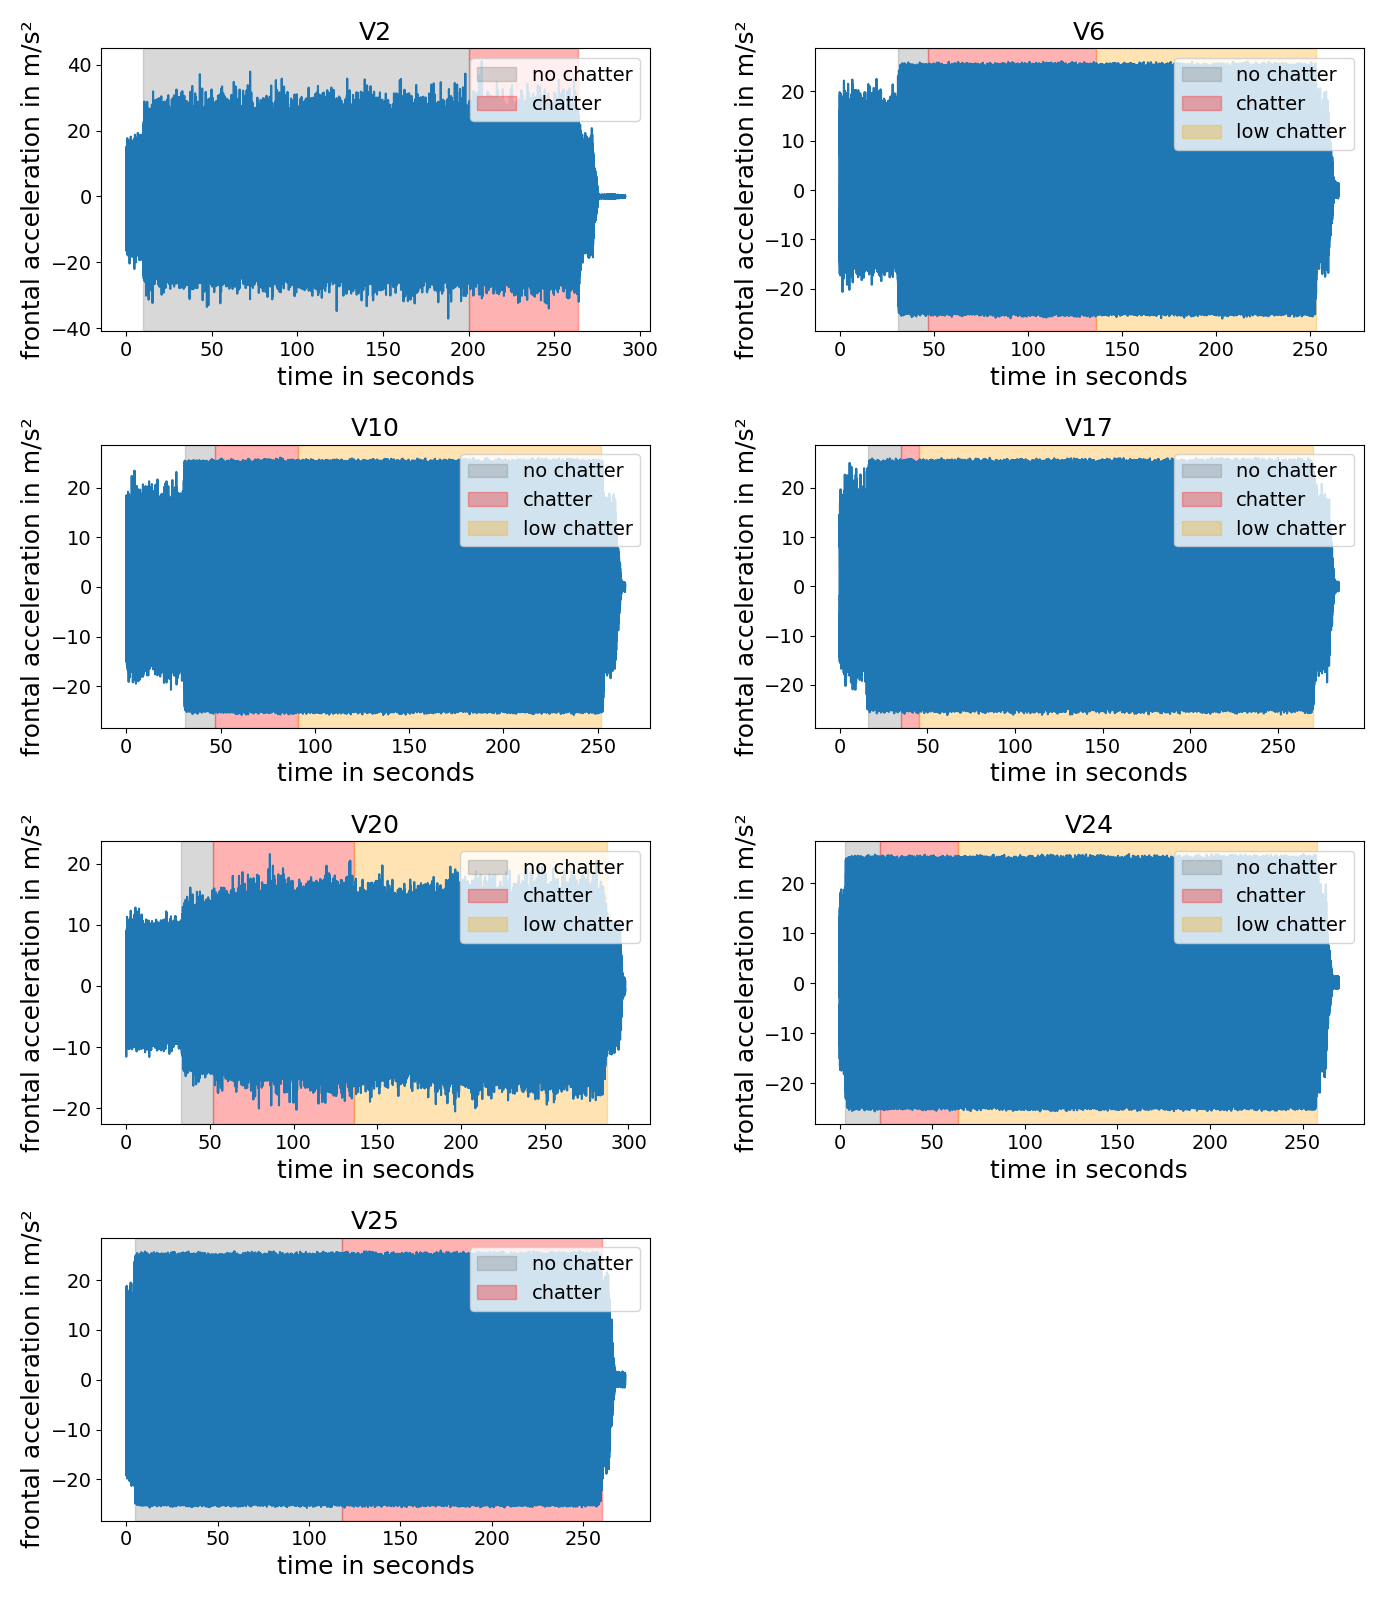 V2
frontal acceleration in m/s²
40
20
0
−20
−40
no chatter
chatter
0 50 100 150 200 250 300
time in seconds
V6
frontal acceleration in m/s²
20
10
0
−10
−20
no chatter
chatter
low chatter
0 50 100 150 200 250
time in seconds
V10
frontal acceleration in m/s²
20
10
0
−10
−20
no chatter
chatter
low chatter
0 50 100 150 200 250
time in seconds
V17
frontal acceleration in m/s²
20
10
0
−10
−20
no chatter
chatter
low chatter
0 50 100 150 200 250
time in seconds
V20
frontal acceleration in m/s²
20
10
0
−10
−20
no chatter
chatter
low chatter
0 50 100 150 200 250 300
time in seconds
V24
frontal acceleration in m/s²
20
10
0
−10
−20
no chatter
chatter
low chatter
0 50 100 150 200 250
time in seconds
V25
frontal acceleration in m/s²
20
10
0
−10
−20
no chatter
chatter
0 50 100 150 200 250
time in seconds